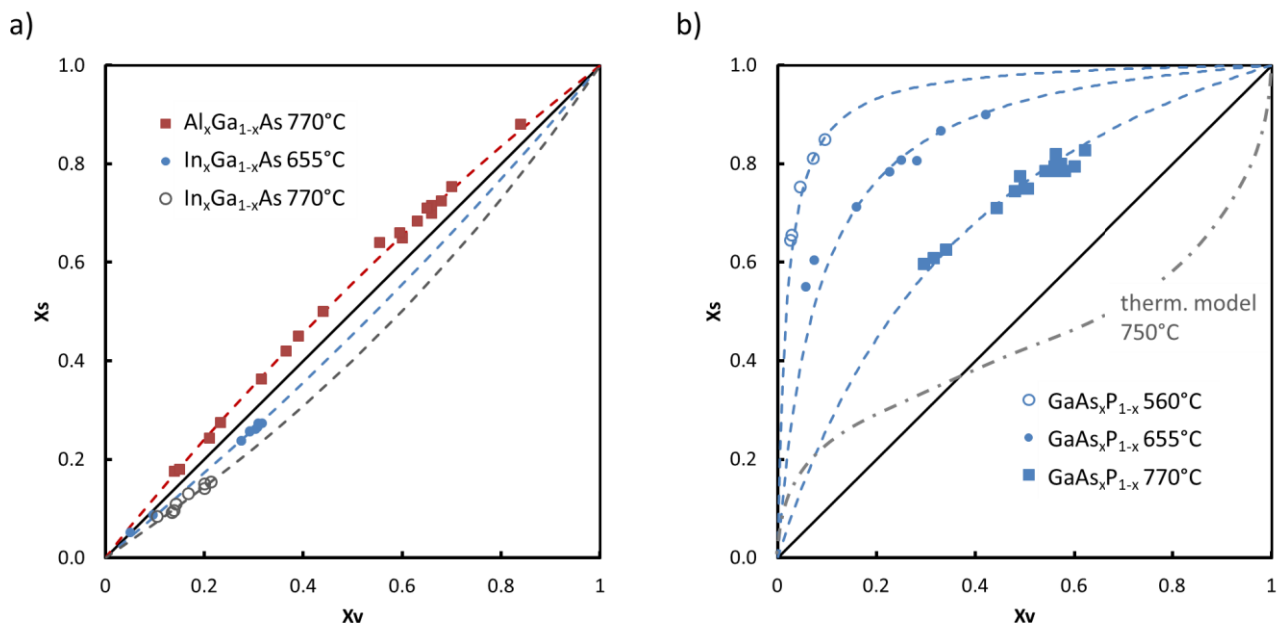 a)
1.0
0.8
0.6
0.4
0.2
0.0
Xs
0
0.2
0.4
0.6
0.8
1
Xv
AlxGa1-xAs 770°C
InxGa1-xAs 655°C
InxGa1-xAs 770°C
b)
1.0
0.8
0.6
0.4
0.2
0.0
Xs
0
0.2
0.4
0.6
0.8
1
Xv
therm. model
750°C
GaAsxP1-x 560°C
GaAsxP1-x 655°C
GaAsxP1-x 770°C